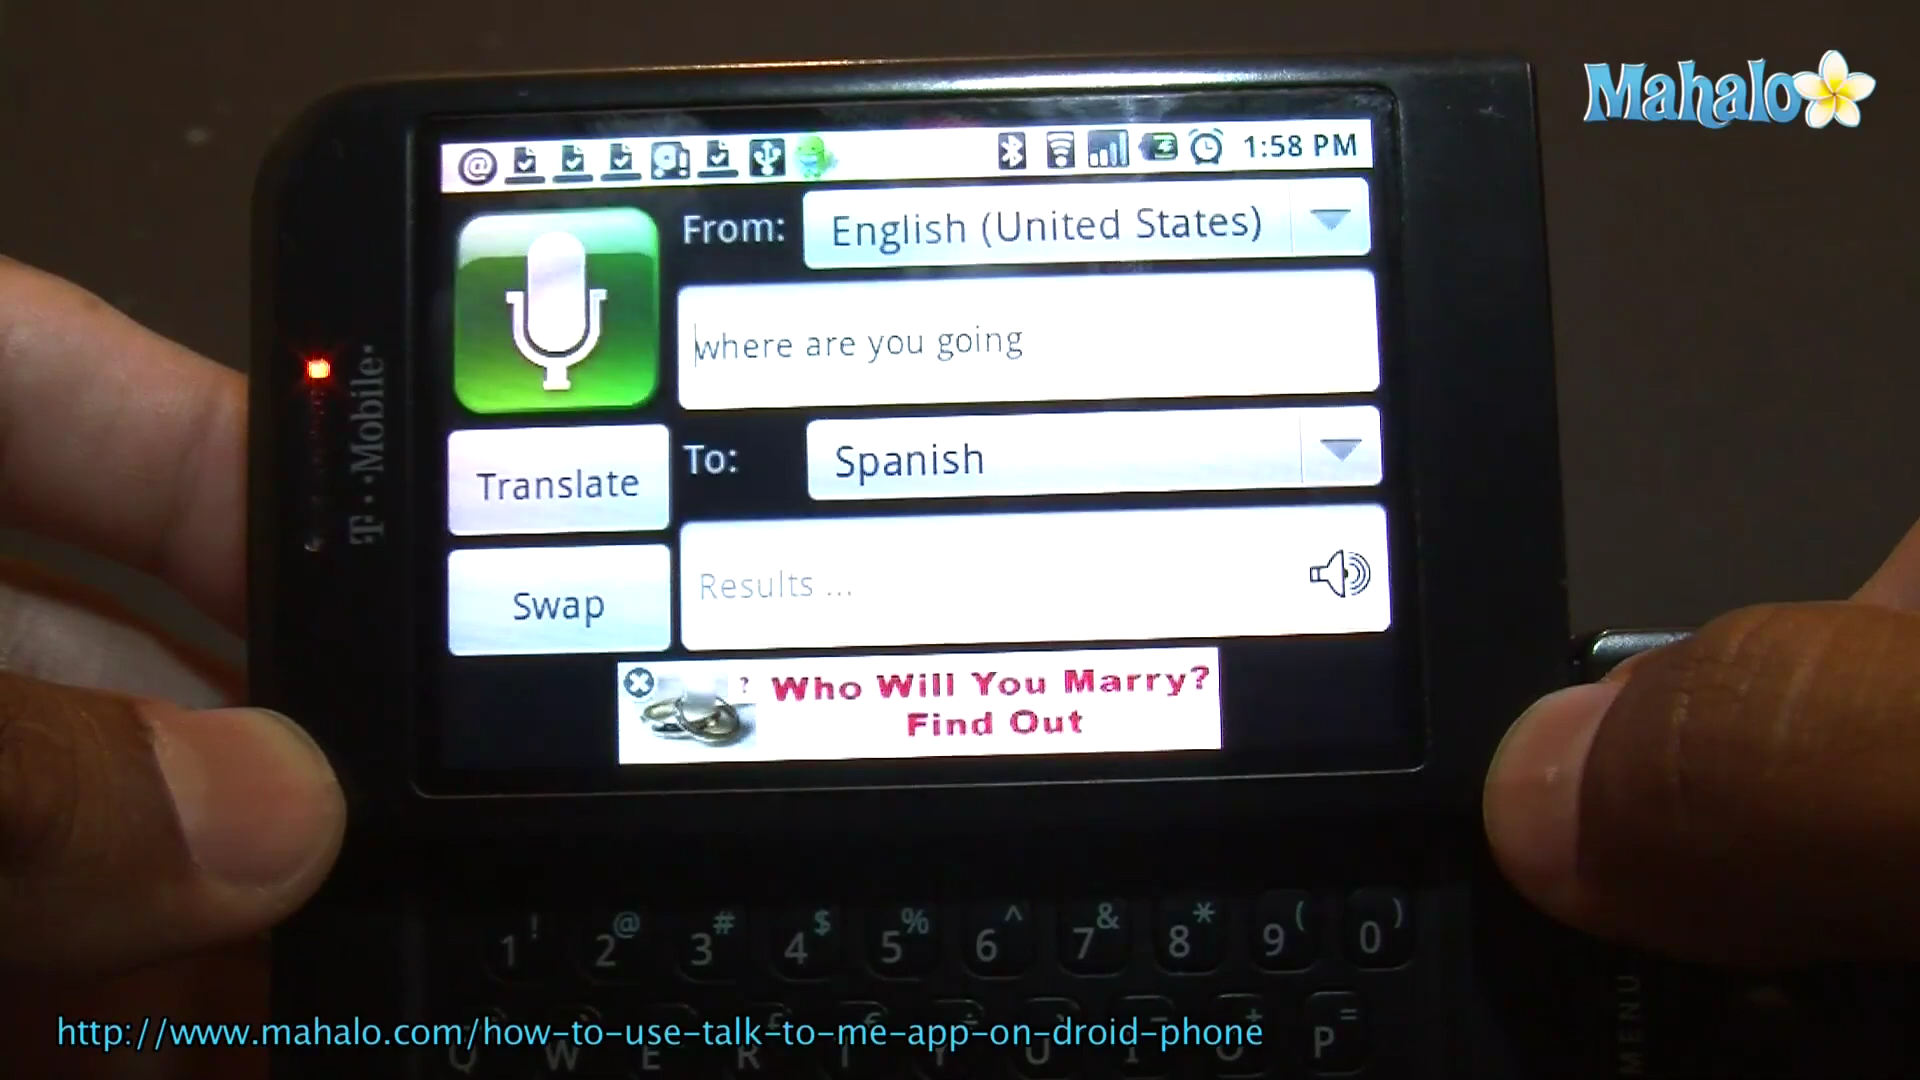 Mahalo
1:58 PM
From: English (United States)
where are you going
Translate
To: Spanish
Results ...
Swap
Who Will You Marry?
Find Out
T··Mobile·
1 ! 2 @ 3 # 4 $ 5 % 6 ^ 7 & 8 * 9 ( 0 )
Q W E R T Y U I O + P =
MENU
http://www.mahalo.com/how-to-use-talk-to-me-app-on-droid-phone